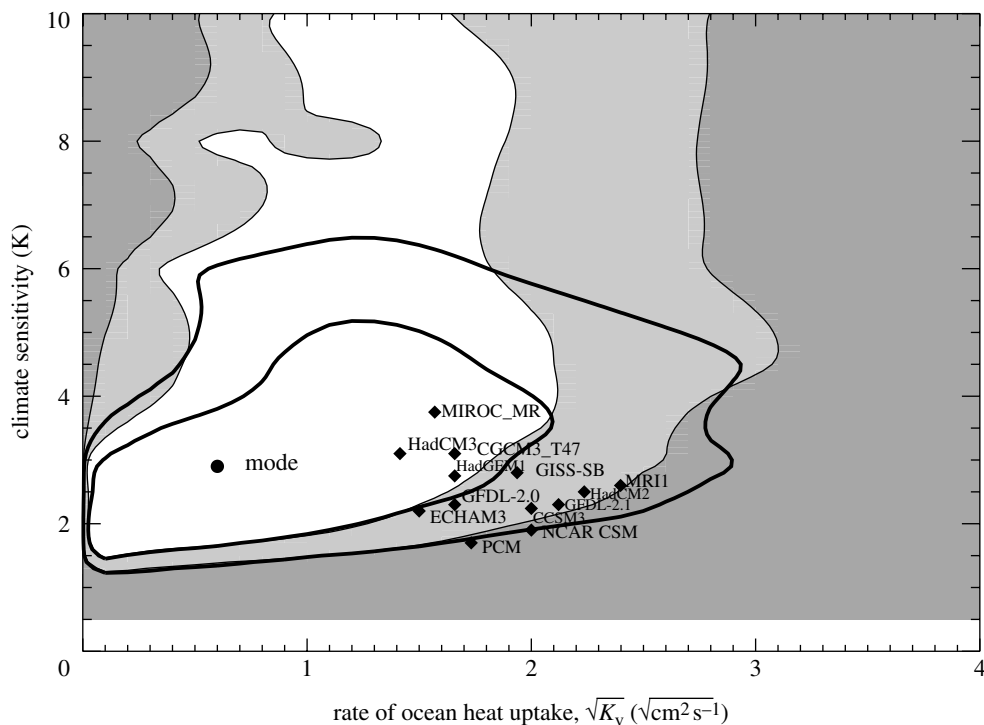 10
8
6
4
2
0
1
2
3
4
climate sensitivity (K)
MIROC_MR
HadCM3
CGCM3_T47
HadGEM1
GISS-SB
mode
MRI1
HadCM2
GFDL-2.0
GFDL-2.1
ECHAM3
CCSM3
NCAR CSM
PCM
rate of ocean heat uptake, √Kv (√cm² s⁻¹)